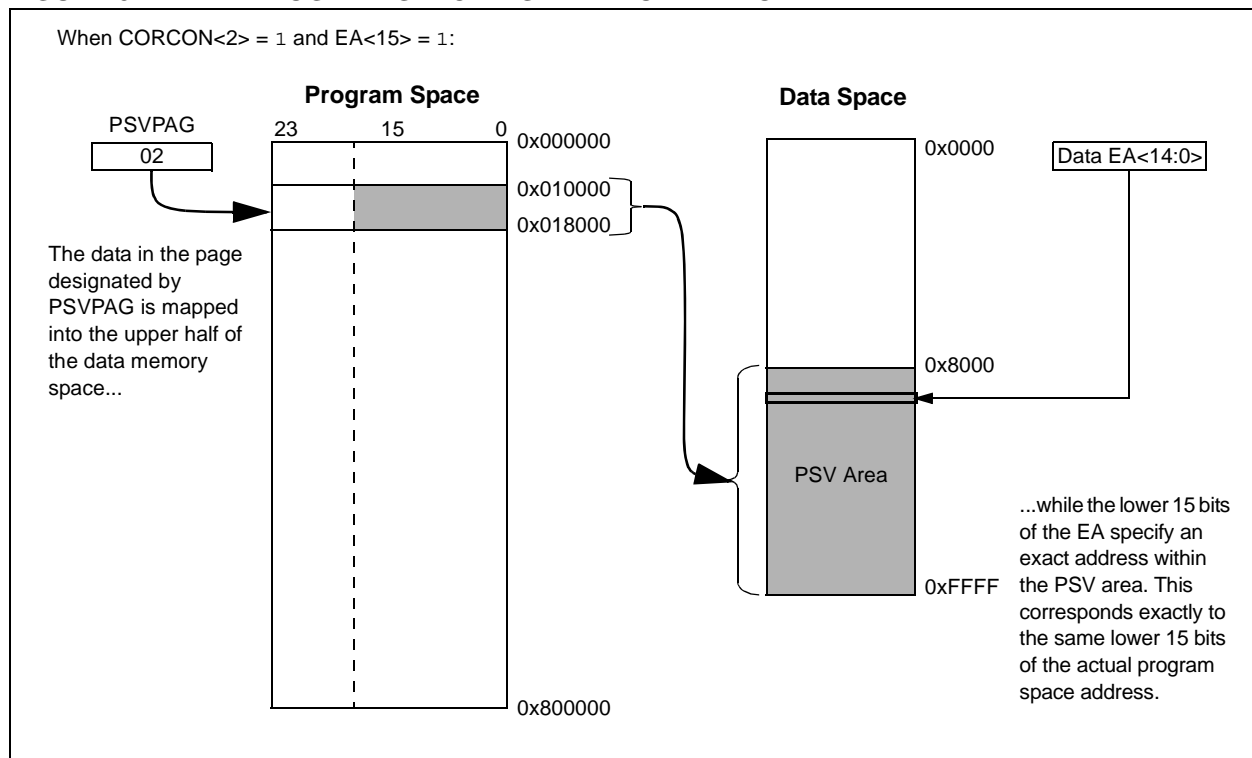 When CORCON<2> = 1 and EA<15> = 1:
Program Space
Data Space
PSVPAG
02
23 15 0
0x000000
0x010000
0x018000
0x800000
The data in the page
designated by
PSVPAG is mapped
into the upper half of
the data memory
space...
0x0000
0x8000
0xFFFF
Data EA<14:0>
PSV Area
...while the lower 15 bits
of the EA specify an
exact address within
the PSV area. This
corresponds exactly to
the same lower 15 bits
of the actual program
space address.